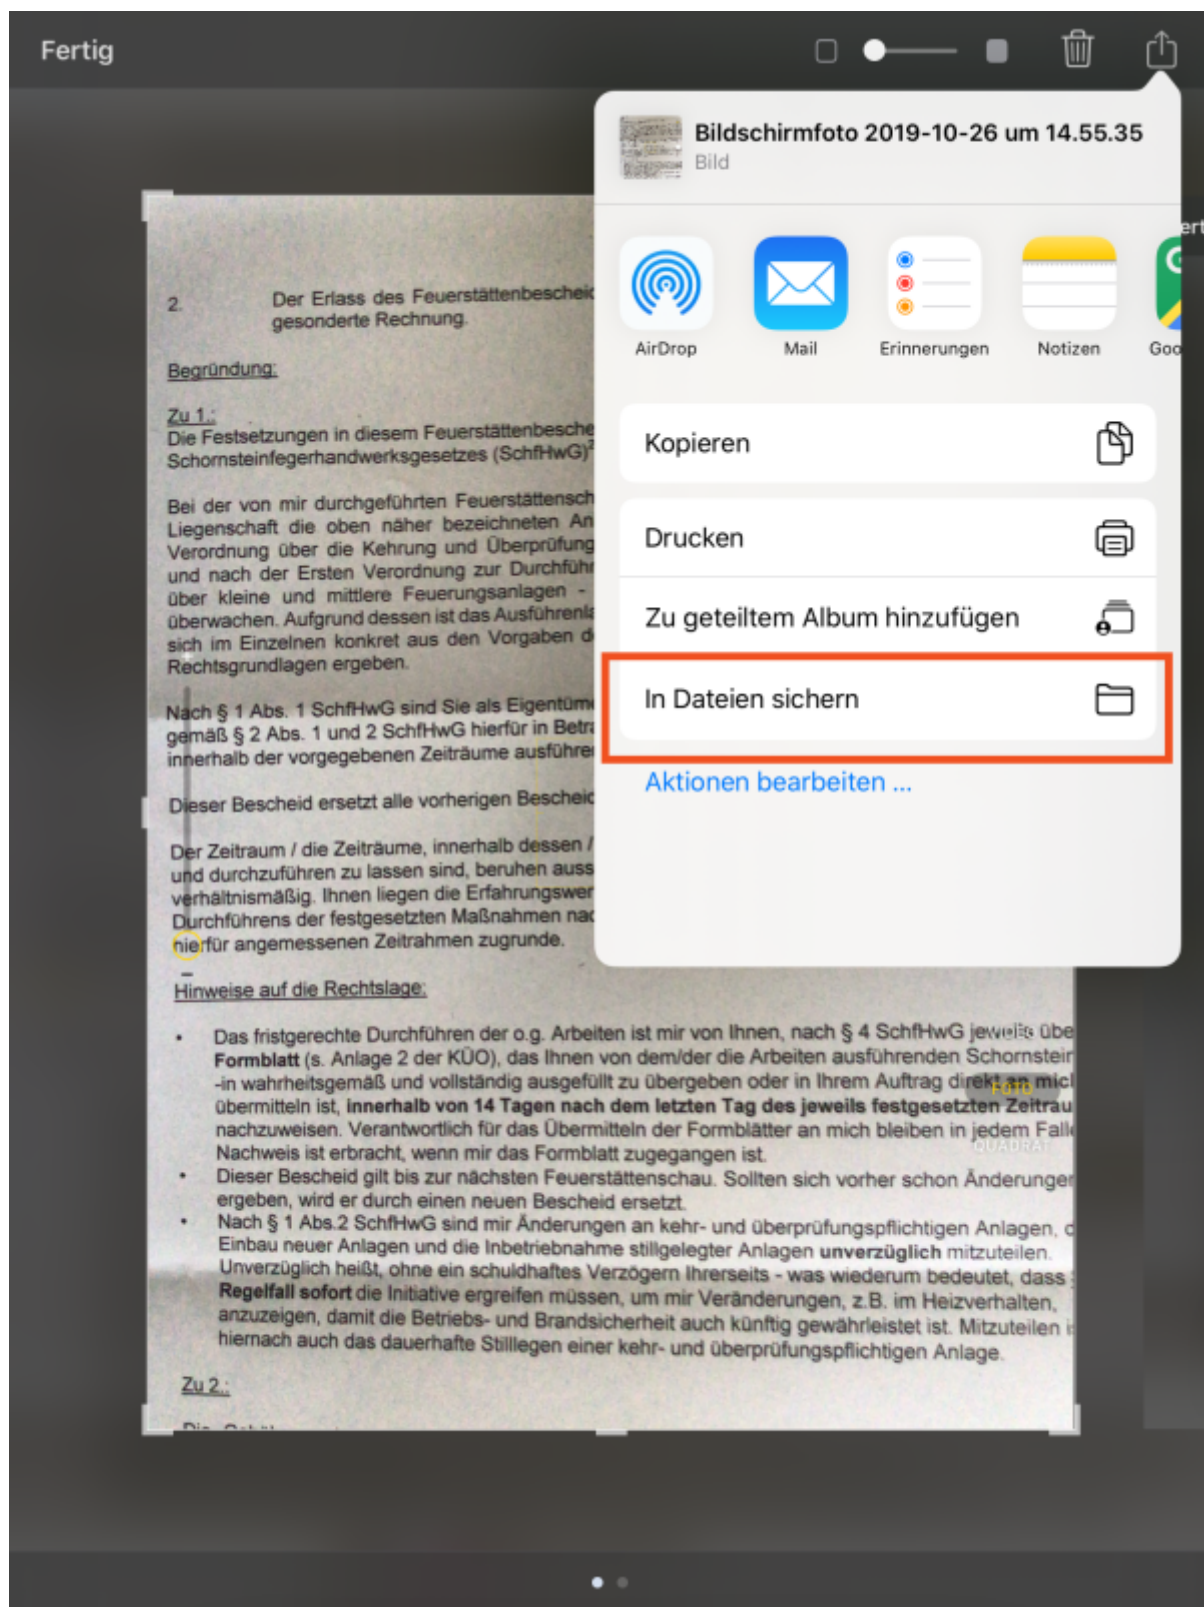 Fertig
Bildschirmfoto 2019-10-26 um 14.55.35
Bild
AirDrop
Mail
Erinnerungen
Notizen
Goo
Kopieren
Drucken
Zu geteiltem Album hinzufügen
In Dateien sichern
Aktionen bearbeiten ...
2. Der Erlass des Feuerstättenbescheid
gesonderte Rechnung.
Begründung:
Zu 1.:
Die Festsetzungen in diesem Feuerstättenbesche
Schornsteinfegerhandwerksgesetzes (SchfHwG)²
Bei der von mir durchgeführten Feuerstättensch
Liegenschaft die oben näher bezeichneten An
Verordnung über die Kehrung und Überprüfung
und nach der Ersten Verordnung zur Durchführ
über kleine und mittlere Feuerungsanlagen -
überwachen. Aufgrund dessen ist das Ausführenla
sich im Einzelnen konkret aus den Vorgaben d
Rechtsgrundlagen ergeben.
Nach § 1 Abs. 1 SchfHwG sind Sie als Eigentüme
gemäß § 2 Abs. 1 und 2 SchfHwG hierfür in Betra
innerhalb der vorgegebenen Zeiträume ausführe
Dieser Bescheid ersetzt alle vorherigen Bescheid
Der Zeitraum / die Zeiträume, innerhalb dessen /
und durchzuführen zu lassen sind, beruhen auss
verhältnismäßig. Ihnen liegen die Erfahrungswer
Durchführens der festgesetzten Maßnahmen nac
hierfür angemessenen Zeitrahmen zugrunde.
Hinweise auf die Rechtslage:
• Das fristgerechte Durchführen der o.g. Arbeiten ist mir von Ihnen, nach § 4 SchfHwG jeweils übe
Formblatt (s. Anlage 2 der KÜO), das Ihnen von dem/der die Arbeiten ausführenden Schornstein
-in wahrheitsgemäß und vollständig ausgefüllt zu übergeben oder in Ihrem Auftrag direkt an mich
übermitteln ist, innerhalb von 14 Tagen nach dem letzten Tag des jeweils festgesetzten Zeitrau
nachzuweisen. Verantwortlich für das Übermitteln der Formblätter an mich bleiben in jedem Falle
Nachweis ist erbracht, wenn mir das Formblatt zugegangen ist.
• Dieser Bescheid gilt bis zur nächsten Feuerstättenschau. Sollten sich vorher schon Änderunger
ergeben, wird er durch einen neuen Bescheid ersetzt.
• Nach § 1 Abs.2 SchfHwG sind mir Änderungen an kehr- und überprüfungspflichtigen Anlagen, d
Einbau neuer Anlagen und die Inbetriebnahme stillgelegter Anlagen unverzüglich mitzuteilen.
Unverzüglich heißt, ohne ein schuldhaftes Verzögern Ihrerseits - was wiederum bedeutet, dass
Regelfall sofort die Initiative ergreifen müssen, um mir Veränderungen, z.B. im Heizverhalten,
anzuzeigen, damit die Betriebs- und Brandsicherheit auch künftig gewährleistet ist. Mitzuteilen
hiernach auch das dauerhafte Stilllegen einer kehr- und überprüfungspflichtigen Anlage.
FOTO
QUADRAT
Zu 2.: